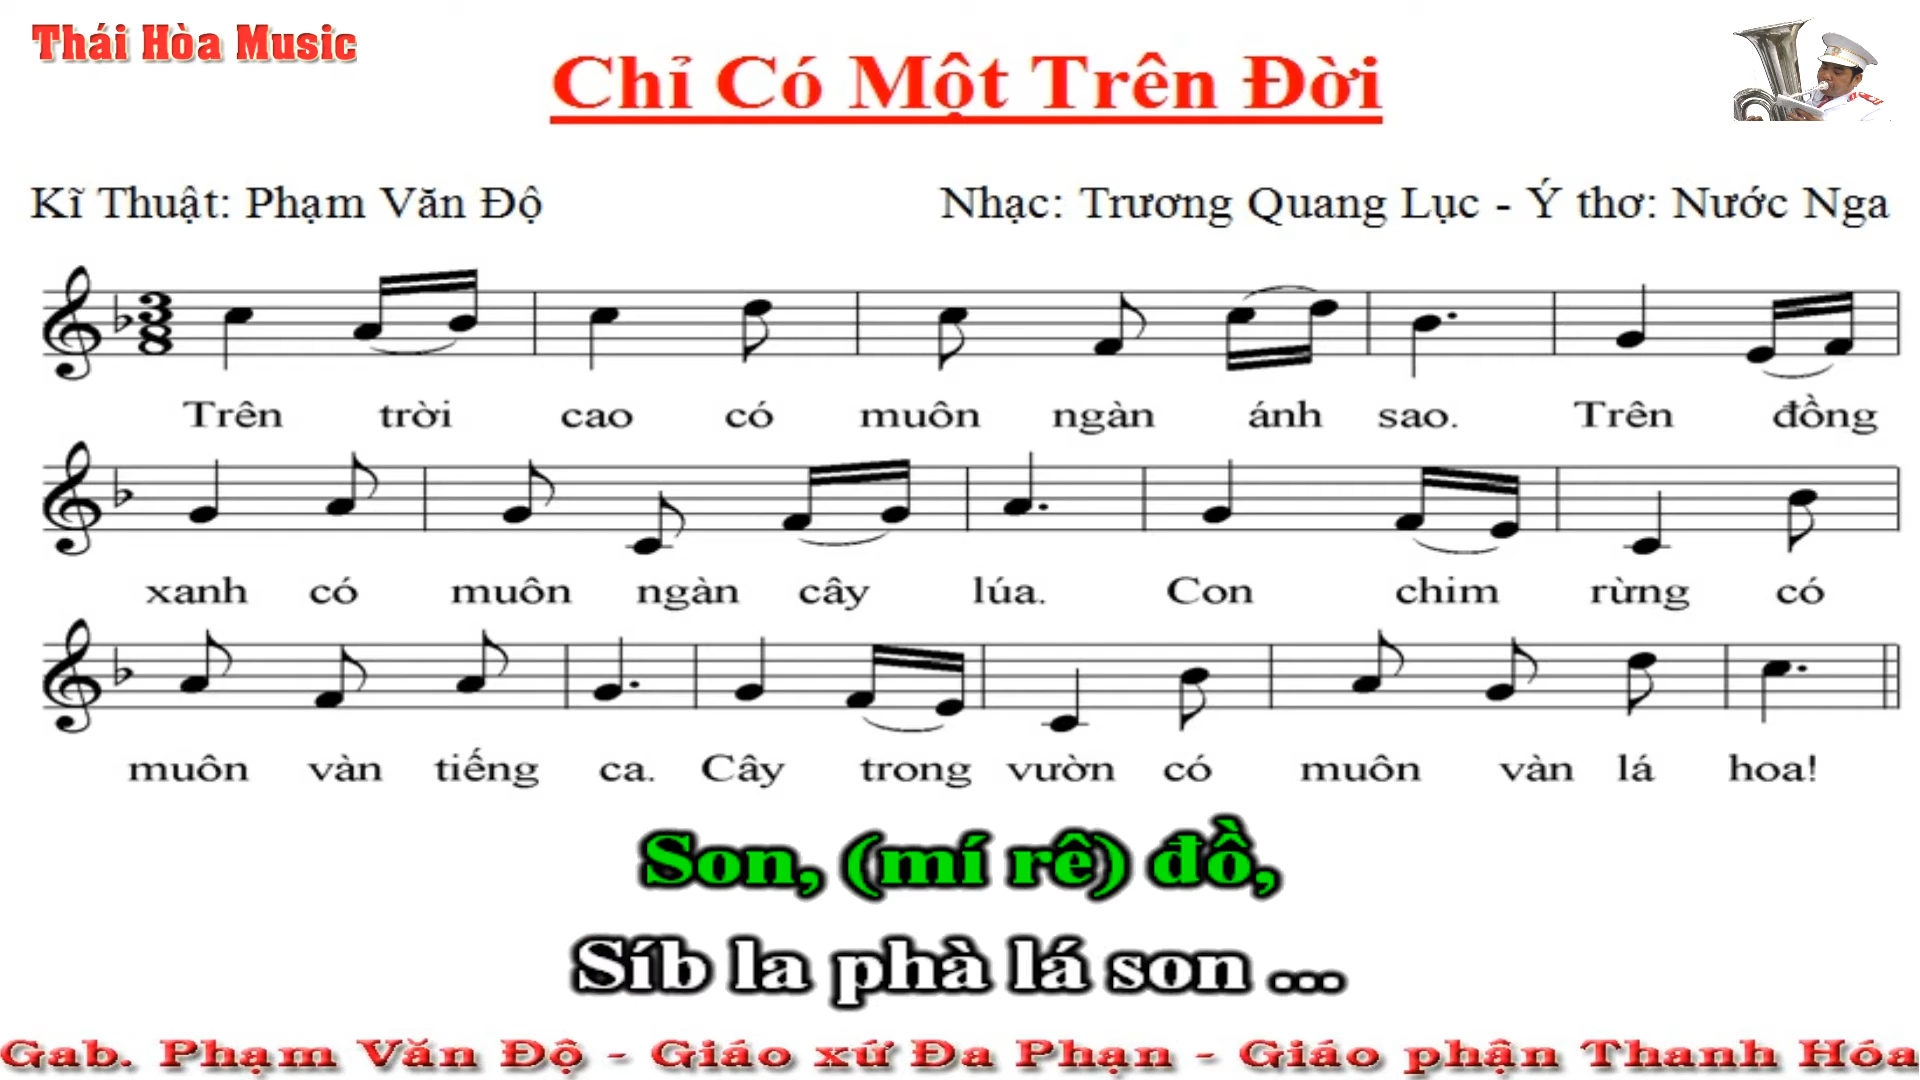 Thái Hòa Music
Chỉ Có Một Trên Đời
Kĩ Thuật: Phạm Văn Độ
Nhạc: Trương Quang Lục - Ý thơ: Nước Nga
3
8
Trên trời cao có muôn ngàn ánh sao. Trên đồng
xanh có muôn ngàn cây lúa. Con chim rừng có
muôn vàn tiếng ca. Cây trong vườn có muôn vàn lá hoa!
Son, (mí rê) đồ,
Síb la phà lá son ...
Gab. Phạm Văn Độ - Giáo xứ Đa Phạn - Giáo phận Thanh Hóa